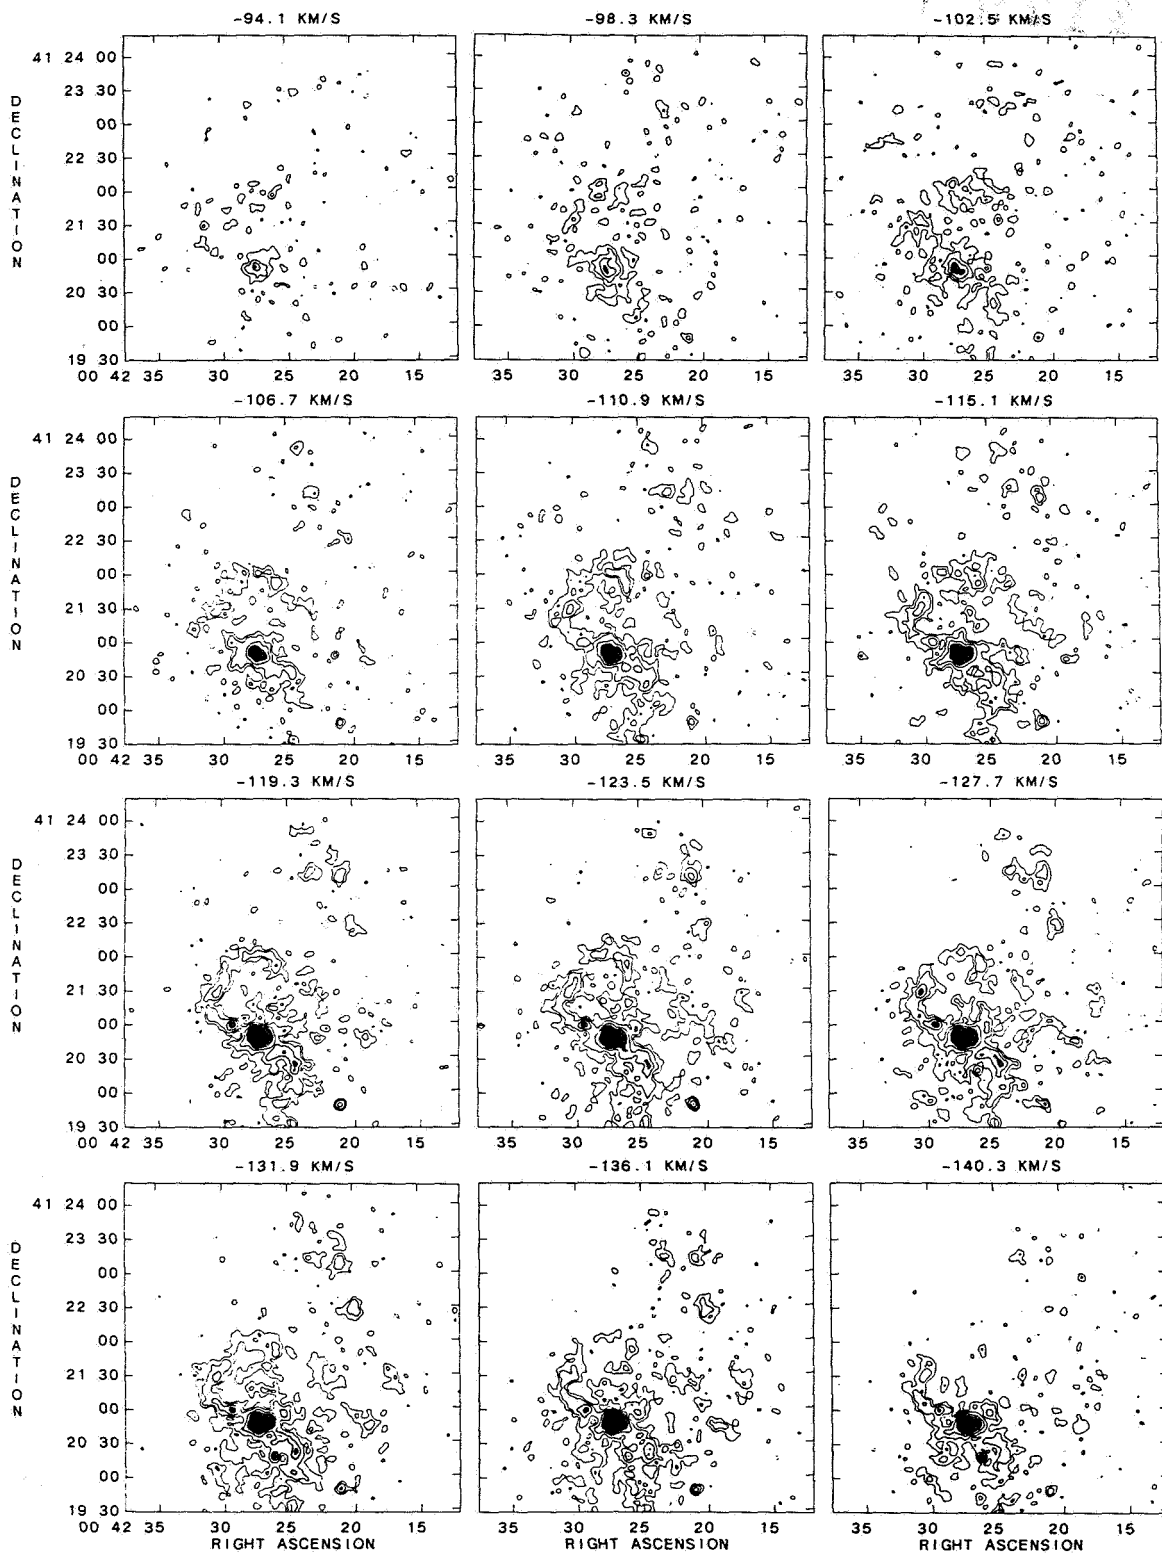 -94.1 KM/S
-98.3 KM/S
-102.5 KM/S
DECLINATION
41 24 00
23 30
00
22 30
00
21 30
00
20 30
00
19 30
00 42 35 30 25 20 15
35 30 25 20 15
35 30 25 20 15
-106.7 KM/S
-110.9 KM/S
-115.1 KM/S
DECLINATION
41 24 00
23 30
00
22 30
00
21 30
00
20 30
00
19 30
00 42 35 30 25 20 15
35 30 25 20 15
35 30 25 20 15
-119.3 KM/S
-123.5 KM/S
-127.7 KM/S
DECLINATION
41 24 00
23 30
00
22 30
00
21 30
00
20 30
00
19 30
00 42 35 30 25 20 15
35 30 25 20 15
35 30 25 20 15
-131.9 KM/S
-136.1 KM/S
-140.3 KM/S
DECLINATION
41 24 00
23 30
00
22 30
00
21 30
00
20 30
00
19 30
00 42 35 30 25 20 15
35 30 25 20 15
35 30 25 20 15
RIGHT ASCENSION
RIGHT ASCENSION
RIGHT ASCENSION